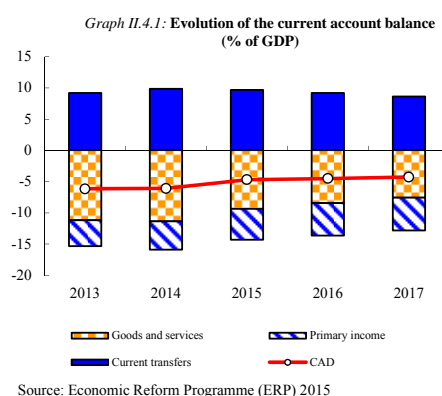 Graph II.4.1: Evolution of the current account balance
(% of GDP)
15
10
5
0
-5
-10
-15
-20
2013 2014 2015 2016 2017
Goods and services Primary income
Current transfers CAD
Source: Economic Reform Programme (ERP) 2015